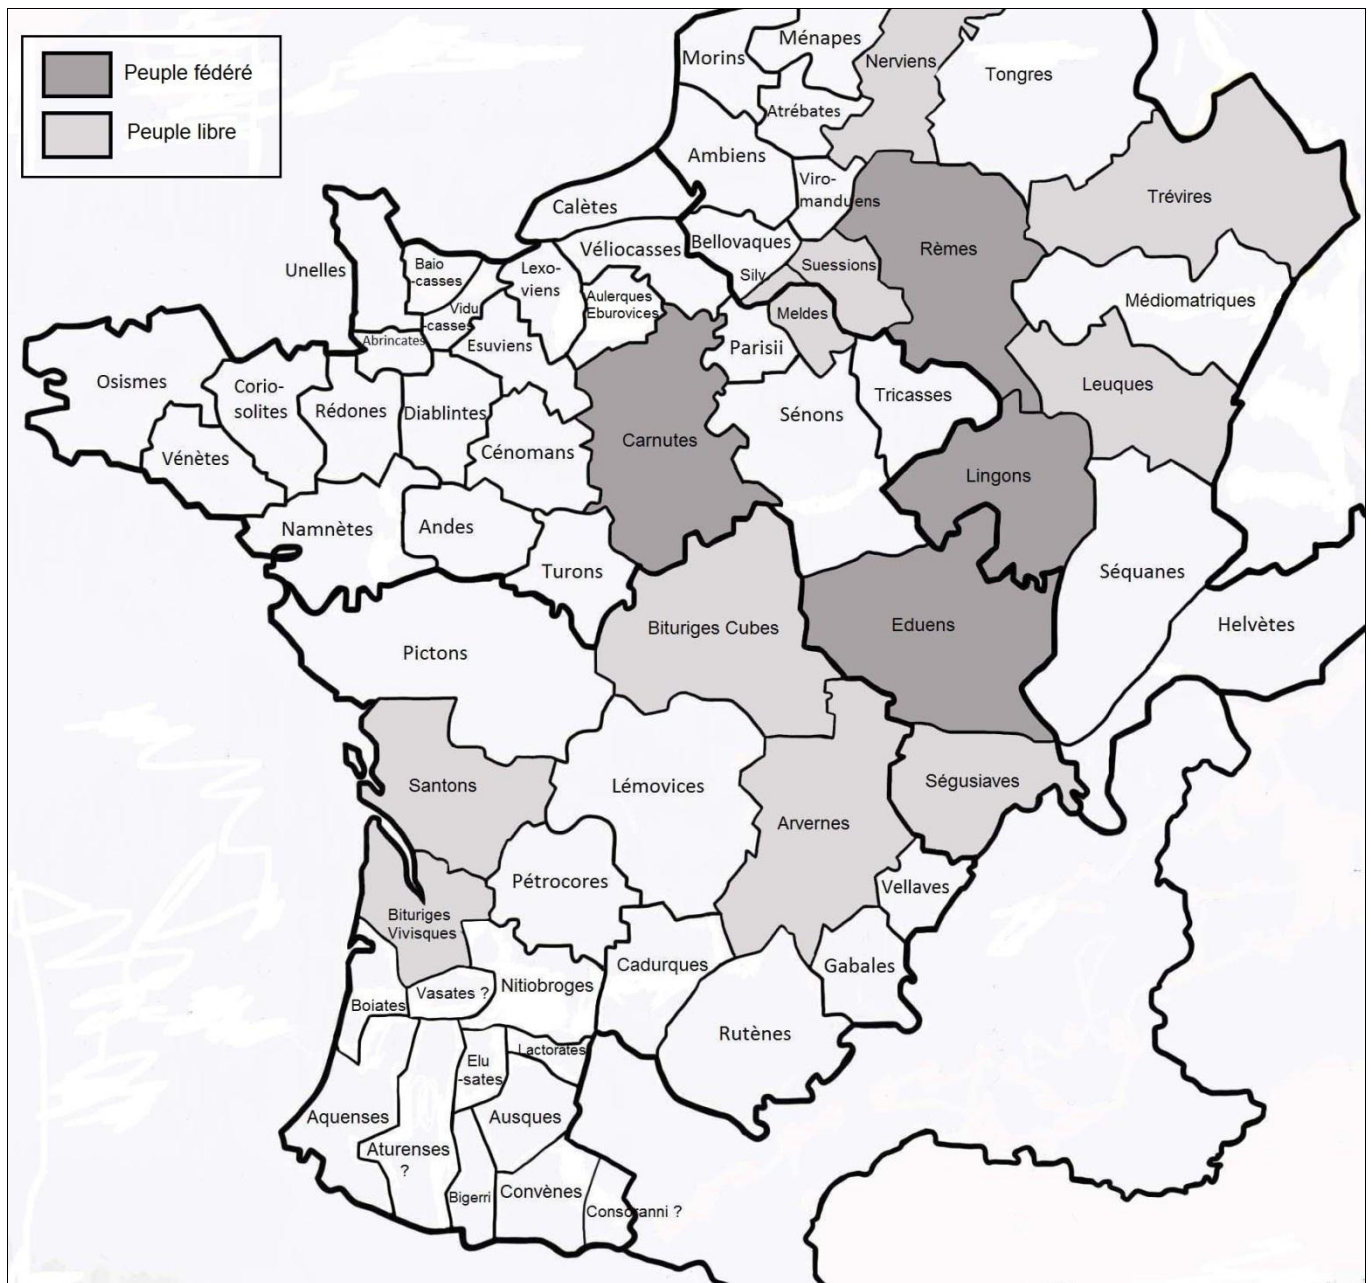 Peuple fédéré
Peuple libre
Morins
Ménapes
Nerviens
Tongres
Atrébates
Ambiens
Viro-
manduens
Trévires
Calètes
Rèmes
Bellovaques
Véliocasses
Silv.
Suessions
Unelles
Baio
-casses
Lexo-
viens
Aulerques
Eburovices
Médiomatriques
Vidu
-casses
Meldes
Abrincates
Esuviens
Parisii
Leuques
Osismes
Corio-
solites
Rédones
Diablintes
Tricasses
Sénons
Carnutes
Vénètes
Cénomans
Lingons
Namnètes
Andes
Turons
Séquanes
Bituriges Cubes
Eduens
Helvètes
Pictons
Santons
Lémovices
Ségusiaves
Arvernes
Pétrocores
Vellaves
Bituriges
Vivisques
Cadurques
Gabales
Nitiobroges
Vasates ?
Boiates
Rutènes
Lactorates
Elu
-sates
Aquenses
Ausques
Aturenses
?
Bigerri
Convènes
Consoranni ?